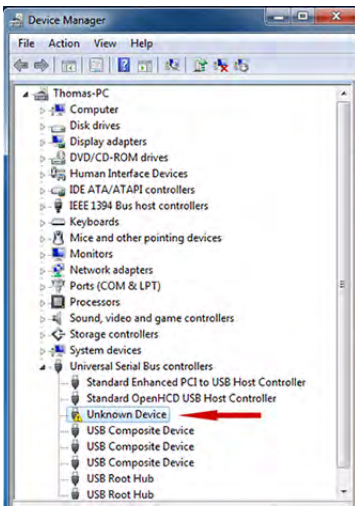 Device Manager
File Action View Help
Thomas-PC
Computer
Disk drives
Display adapters
DVD/CD-ROM drives
Human Interface Devices
IDE ATA/ATAPI controllers
IEEE 1394 Bus host controllers
Keyboards
Mice and other pointing devices
Monitors
Network adapters
Ports (COM & LPT)
Processors
Sound, video and game controllers
Storage controllers
System devices
Universal Serial Bus controllers
Standard Enhanced PCI to USB Host Controller
Standard OpenHCD USB Host Controller
Unknown Device
USB Composite Device
USB Composite Device
USB Composite Device
USB Root Hub
USB Root Hub